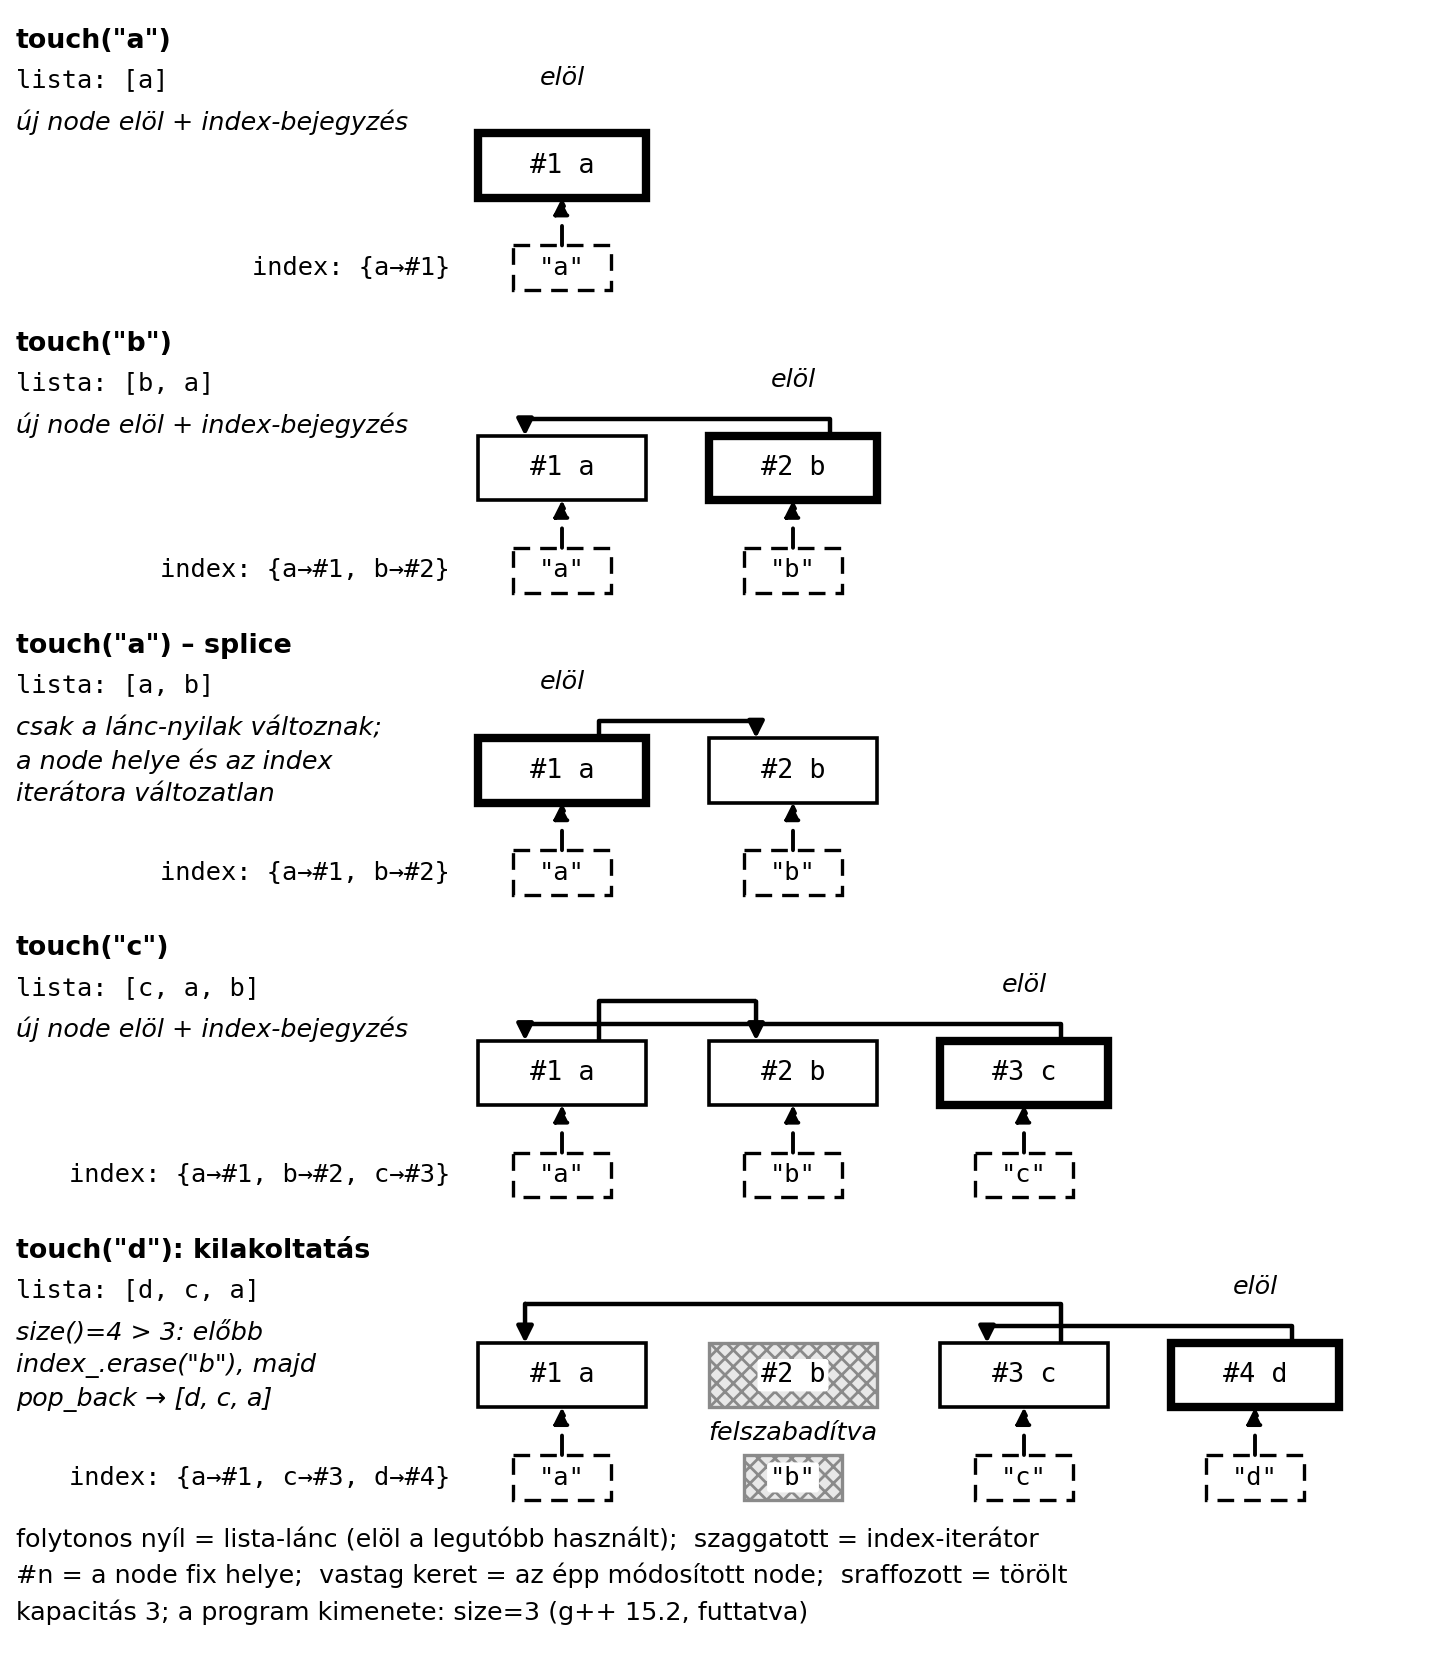 touch("a")
lista: [a]
elöl
új node elöl + index-bejegyzés
#1 a
index: {a→#1}
"a"
touch("b")
lista: [b, a]
elöl
új node elöl + index-bejegyzés
#1 a
#2 b
index: {a→#1, b→#2}
"a"
"b"
touch("a") – splice
lista: [a, b]
elöl
csak a lánc-nyilak változnak;
a node helye és az index
iterátora változatlan
#1 a
#2 b
index: {a→#1, b→#2}
"a"
"b"
touch("c")
lista: [c, a, b]
elöl
új node elöl + index-bejegyzés
#1 a
#2 b
#3 c
index: {a→#1, b→#2, c→#3}
"a"
"b"
"c"
touch("d"): kilakoltatás
lista: [d, c, a]
elöl
size()=4 > 3: előbb
index_.erase("b"), majd
pop_back → [d, c, a]
#1 a
#2 b
#3 c
#4 d
felszabadítva
index: {a→#1, c→#3, d→#4}
"a"
"b"
"c"
"d"
folytonos nyíl = lista-lánc (elöl a legutóbb használt);  szaggatott = index-iterátor
#n = a node fix helye;  vastag keret = az épp módosított node;  sraffozott = törölt
kapacitás 3; a program kimenete: size=3 (g++ 15.2, futtatva)